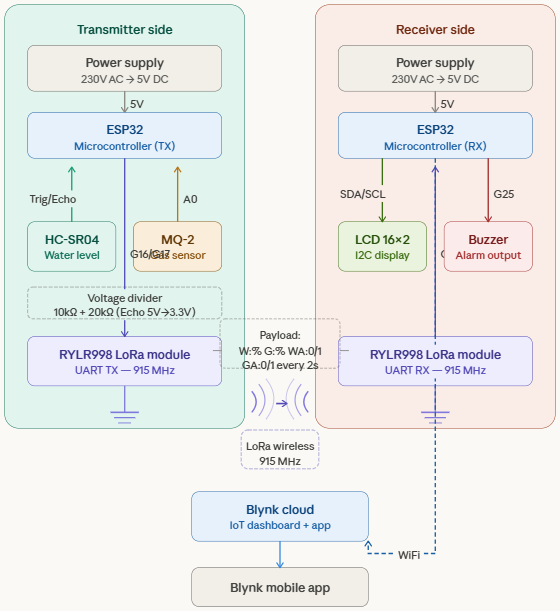 Transmitter side
Power supply
230V AC → 5V DC
5V
ESP32
Microcontroller (TX)
Trig/Echo
A0
HC-SR04
Water level
MQ-2
Gas sensor
G16/G17
Voltage divider
10kΩ + 20kΩ (Echo 5V→3.3V)
RYLR998 LoRa module
UART TX — 915 MHz
Receiver side
Power supply
230V AC → 5V DC
5V
ESP32
Microcontroller (RX)
SDA/SCL
G25
LCD 16×2
I2C display
Buzzer
Alarm output
RYLR998 LoRa module
UART RX — 915 MHz
Payload:
W:% G:% WA:0/1
GA:0/1 every 2s
LoRa wireless
915 MHz
Blynk cloud
IoT dashboard + app
WiFi
Blynk mobile app